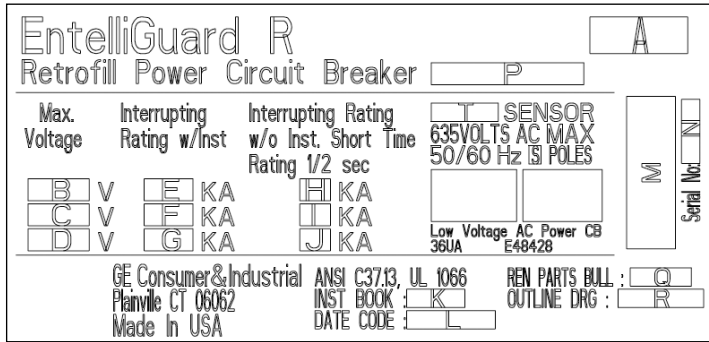 EntelliGuard R
A
Retrofill Power Circuit Breaker P
Max. Voltage
Interrupting Rating w/Inst
Interrupting Rating w/o Inst. Short Time Rating 1/2 sec
B V E KA H KA
C V F KA I KA
D V G KA J KA
T SENSOR
635VOLTS AC MAX
50/60 Hz S POLES
Low Voltage AC Power CB
36UA E48428
M
Serial No: N
GE Consumer&Industrial
Plainville CT 06062
Made In USA
ANSI C37.13, UL 1066
INST BOOK : K
DATE CODE : L
REN PARTS BULL : Q
OUTLINE DRG : R